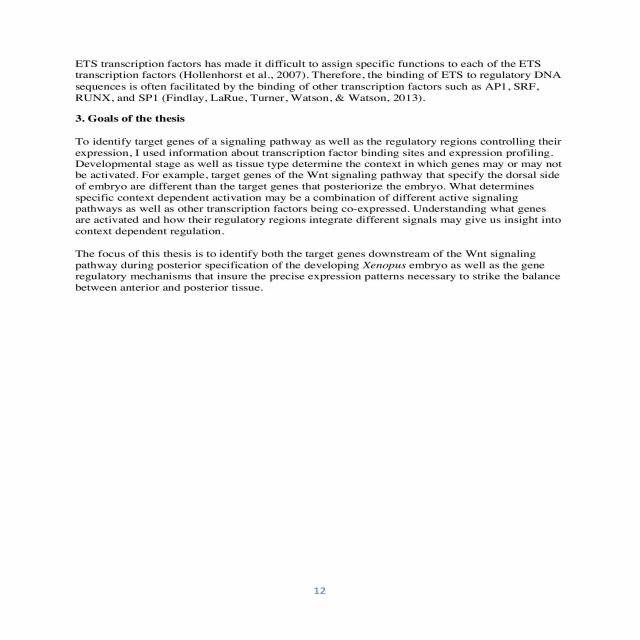 ETS transcription factors has made it difficult to assign specific functions to each of the ETS
transcription factors (Hollenhorst et al., 2007). Therefore, the binding of ETS to regulatory DNA
sequences is often facilitated by the binding of other transcription factors such as AP1, SRF,
RUNX, and SP1 (Findlay, LaRue, Turner, Watson, & Watson, 2013).
3. Goals of the thesis
To identify target genes of a signaling pathway as well as the regulatory regions controlling their
expression, I used information about transcription factor binding sites and expression profiling.
Developmental stage as well as tissue type determine the context in which genes may or may not
be activated. For example, target genes of the Wnt signaling pathway that specify the dorsal side
of embryo are different than the target genes that posteriorize the embryo. What determines
specific context dependent activation may be a combination of different active signaling
pathways as well as other transcription factors being co-expressed. Understanding what genes
are activated and how their regulatory regions integrate different signals may give us insight into
context dependent regulation.
The focus of this thesis is to identify both the target genes downstream of the Wnt signaling
pathway during posterior specification of the developing Xenopus embryo as well as the gene
regulatory mechanisms that insure the precise expression patterns necessary to strike the balance
between anterior and posterior tissue.
12